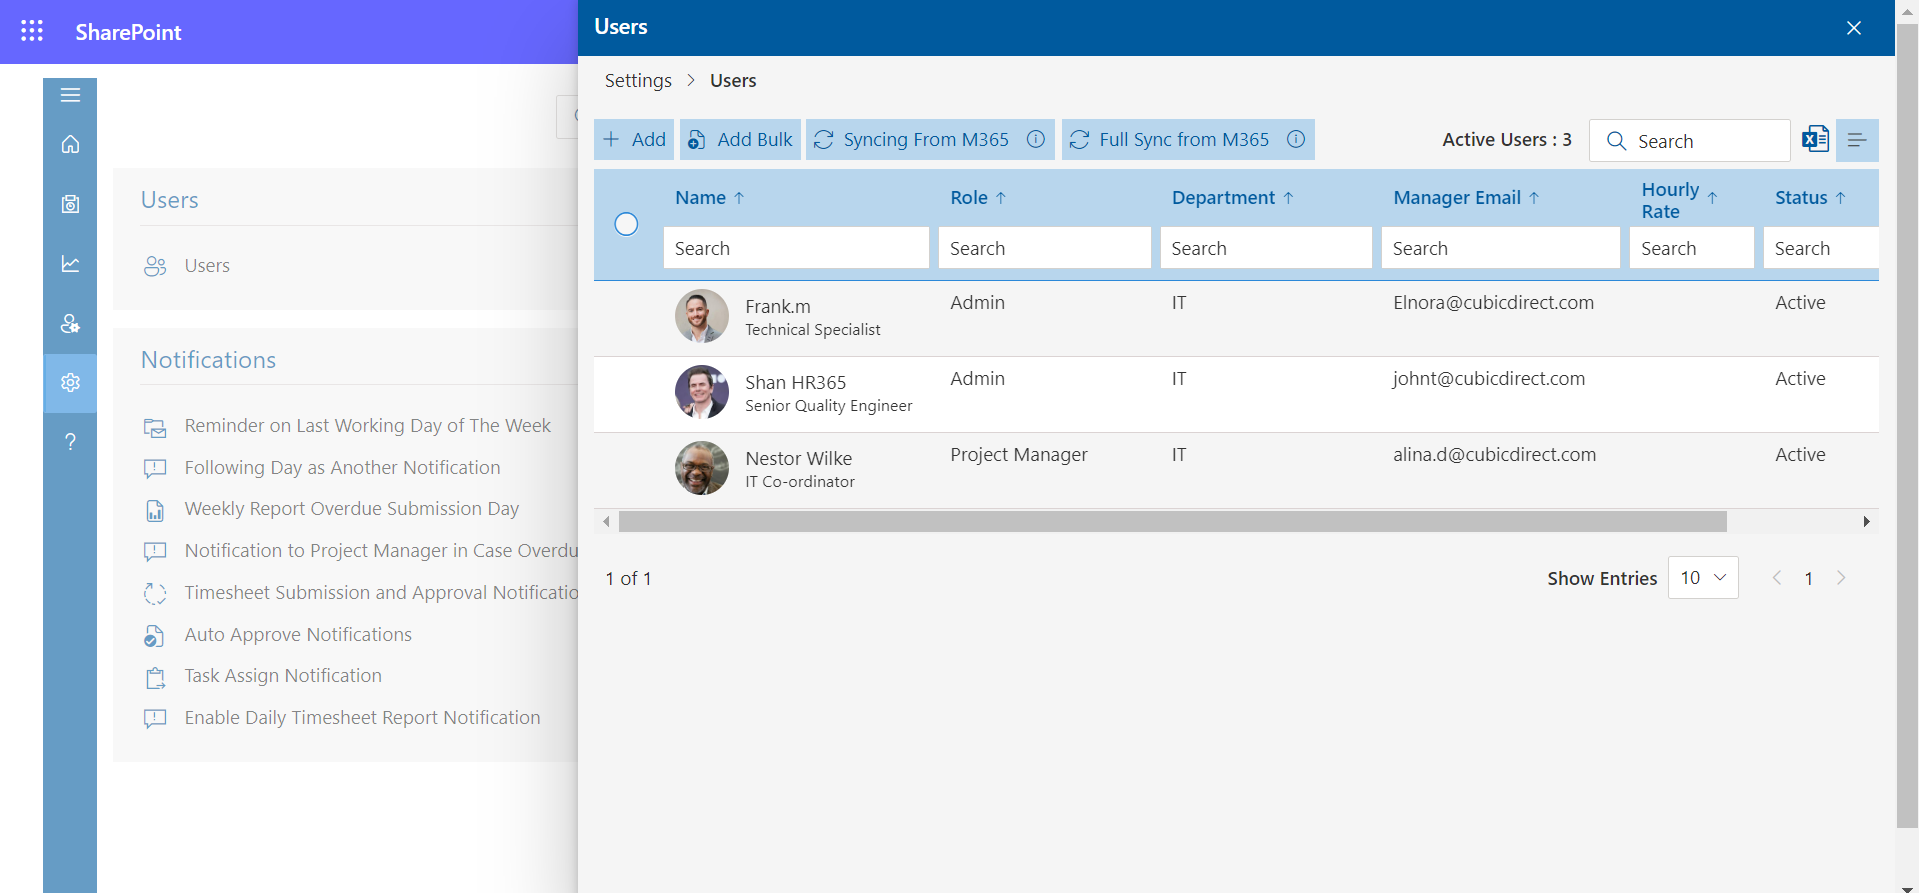 SharePoint
Users
Users
Notifications
Reminder on Last Working Day of The Week
Following Day as Another Notification
Weekly Report Overdue Submission Day
Notification to Project Manager in Case Overdu
Timesheet Submission and Approval Notificatio
Auto Approve Notifications
Task Assign Notification
Enable Daily Timesheet Report Notification
Users
Settings > Users
+ Add Add Bulk Syncing From M365 Full Sync from M365 Active Users : 3 Search
Name ↑ Role ↑ Department ↑ Manager Email ↑ Hourly Rate ↑ Status ↑
Search Search Search Search Search Search
Frank.m Admin IT Elnora@cubicdirect.com Active
Technical Specialist
Shan HR365 Admin IT johnt@cubicdirect.com Active
Senior Quality Engineer
Nestor Wilke Project Manager IT alina.d@cubicdirect.com Active
IT Co-ordinator
1 of 1 Show Entries 10 1